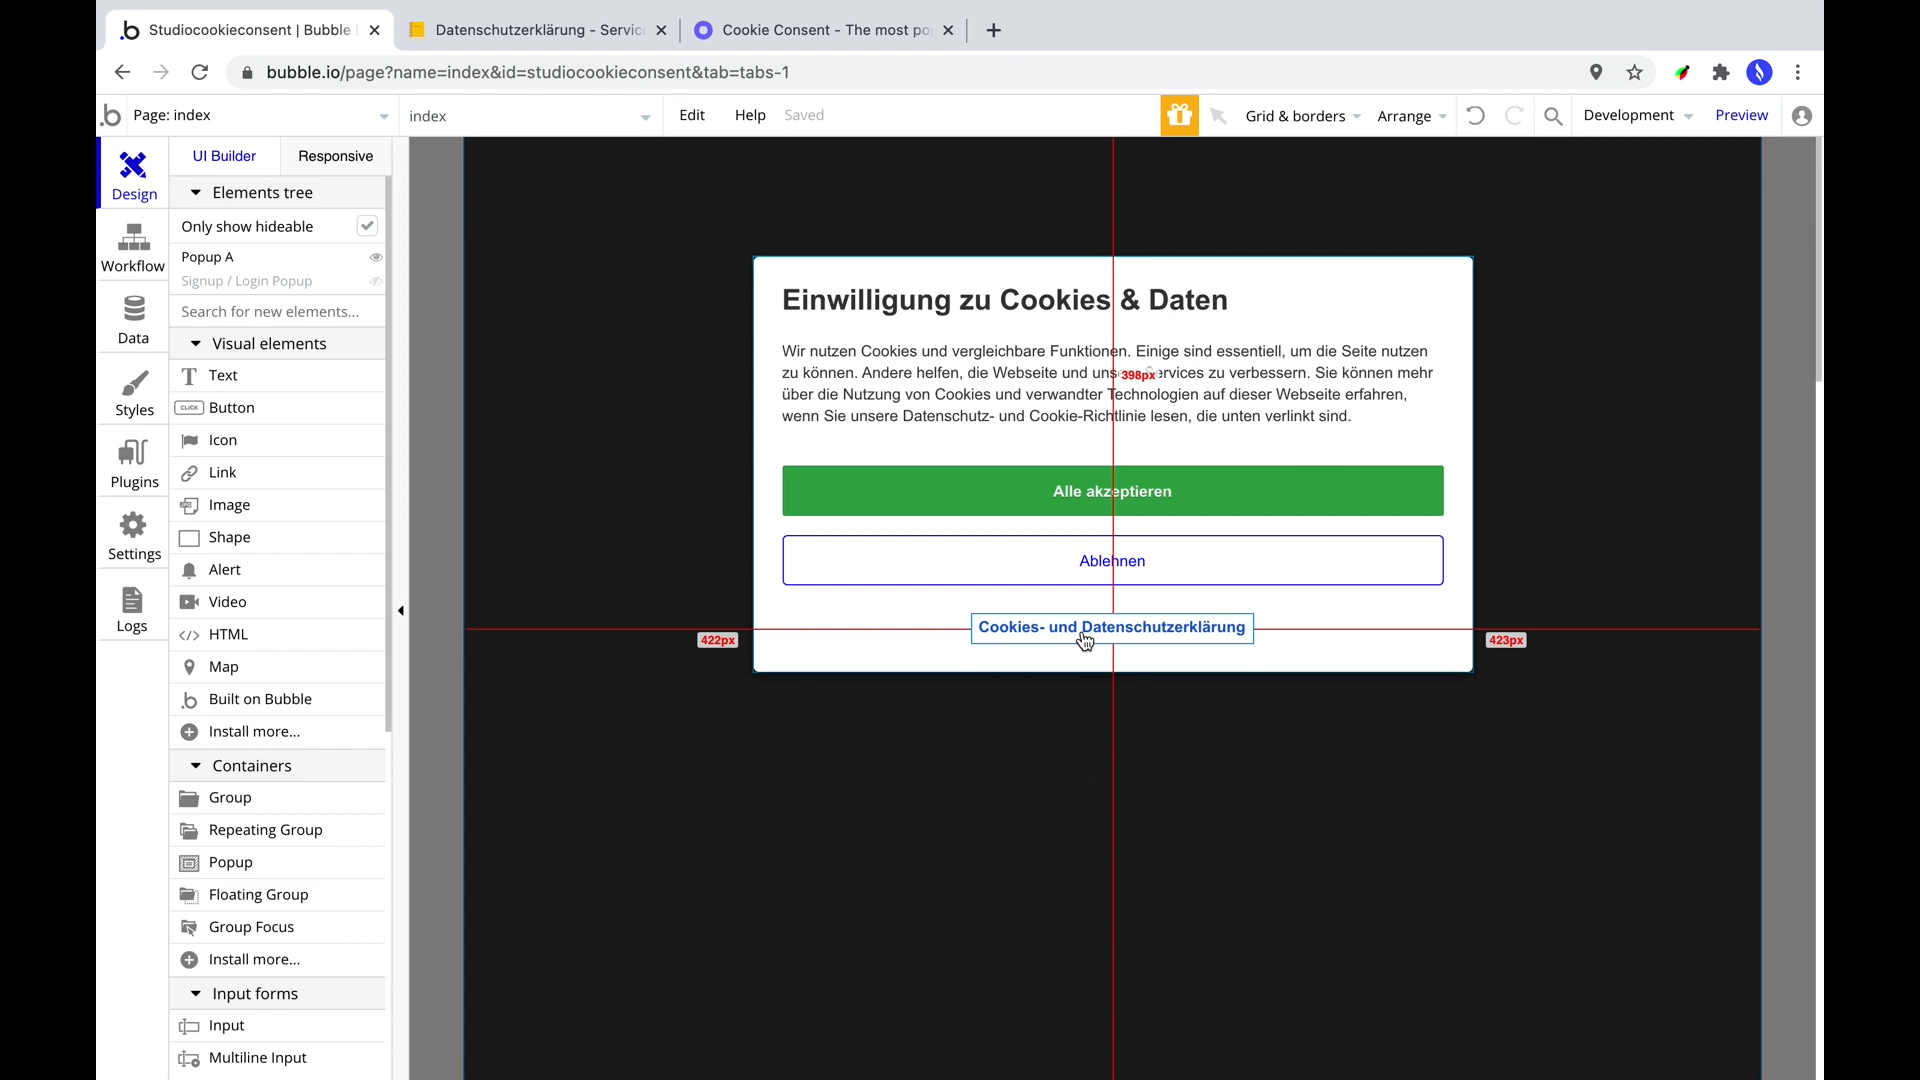 Studiocookieconsent | Bubble
Datenschutzerklärung - Servic
Cookie Consent - The most po
bubble.io/page?name=index&id=studiocookieconsent&tab=tabs-1
Page: index
index
Edit
Help
Saved
Grid & borders
Arrange
Development
Preview
UI Builder
Responsive
Design
Workflow
Data
Styles
Plugins
Settings
Logs
Elements tree
Only show hideable
Popup A
Signup / Login Popup
Search for new elements...
Visual elements
Text
CLICK Button
Icon
Link
Image
Shape
Alert
Video
HTML
Map
Built on Bubble
Install more...
Containers
Group
Repeating Group
Popup
Floating Group
Group Focus
Install more...
Input forms
Input
Multiline Input
Einwilligung zu Cookies & Daten
Wir nutzen Cookies und vergleichbare Funktionen. Einige sind essentiell, um die Seite nutzen
zu können. Andere helfen, die Webseite und uns 398px ervices zu verbessern. Sie können mehr
über die Nutzung von Cookies und verwandter Technologien auf dieser Webseite erfahren,
wenn Sie unsere Datenschutz- und Cookie-Richtlinie lesen, die unten verlinkt sind.
Alle akzeptieren
Ablehnen
Cookies- und Datenschutzerklärung
422px
423px